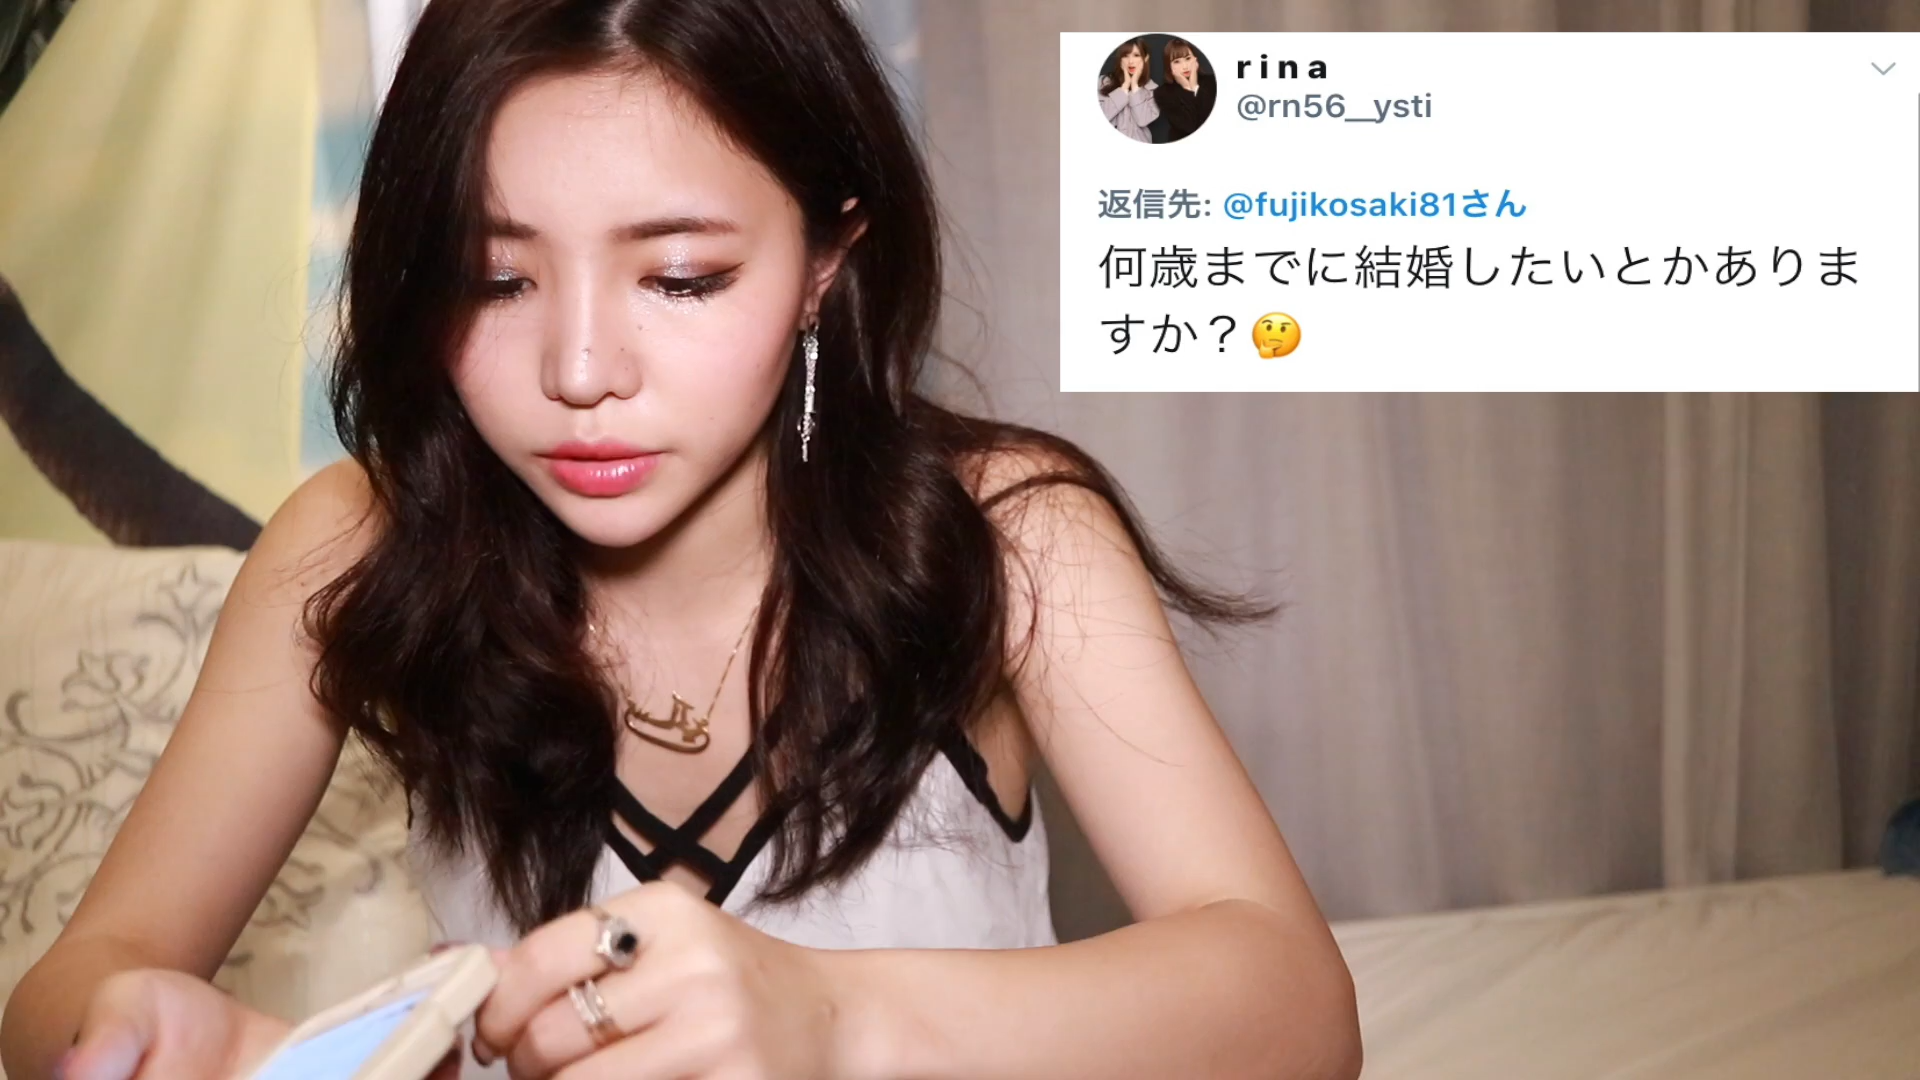 rina
@rn56__ysti
返信先: @fujikosaki81さん
何歳までに結婚したいとかありま
すか？🤔